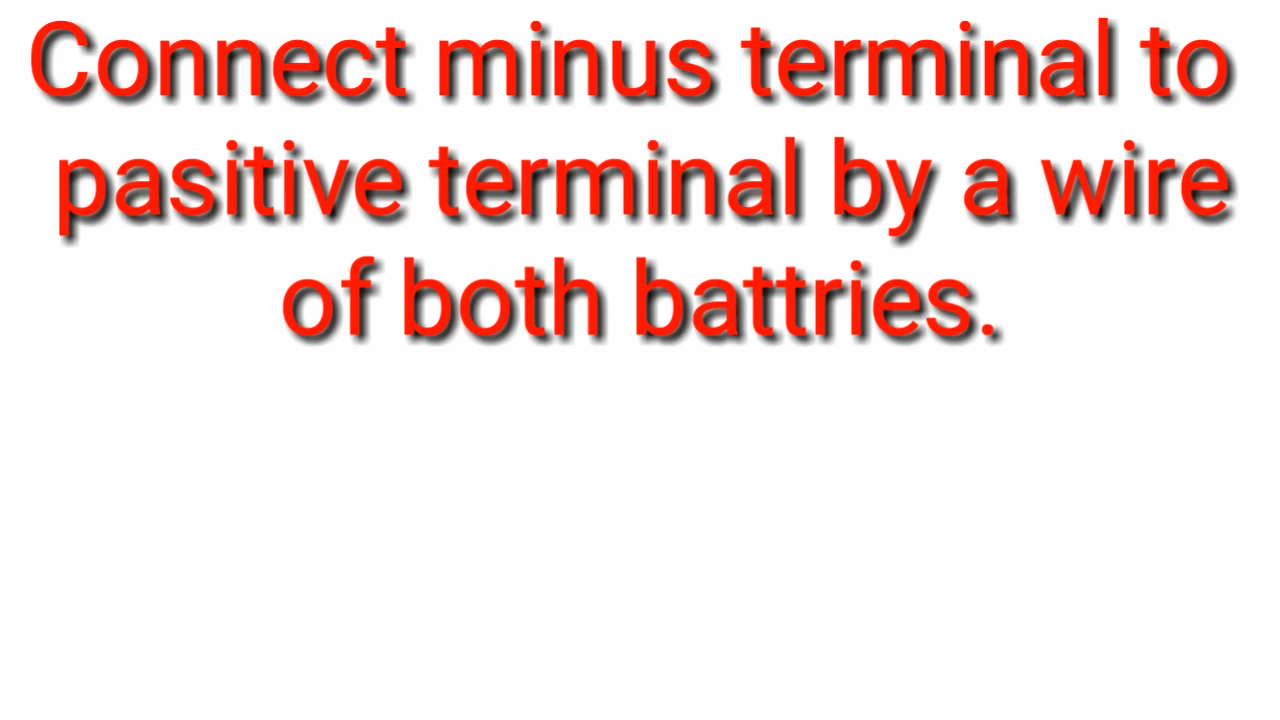 Connect minus terminal to
pasitive terminal by a wire
of both battries.